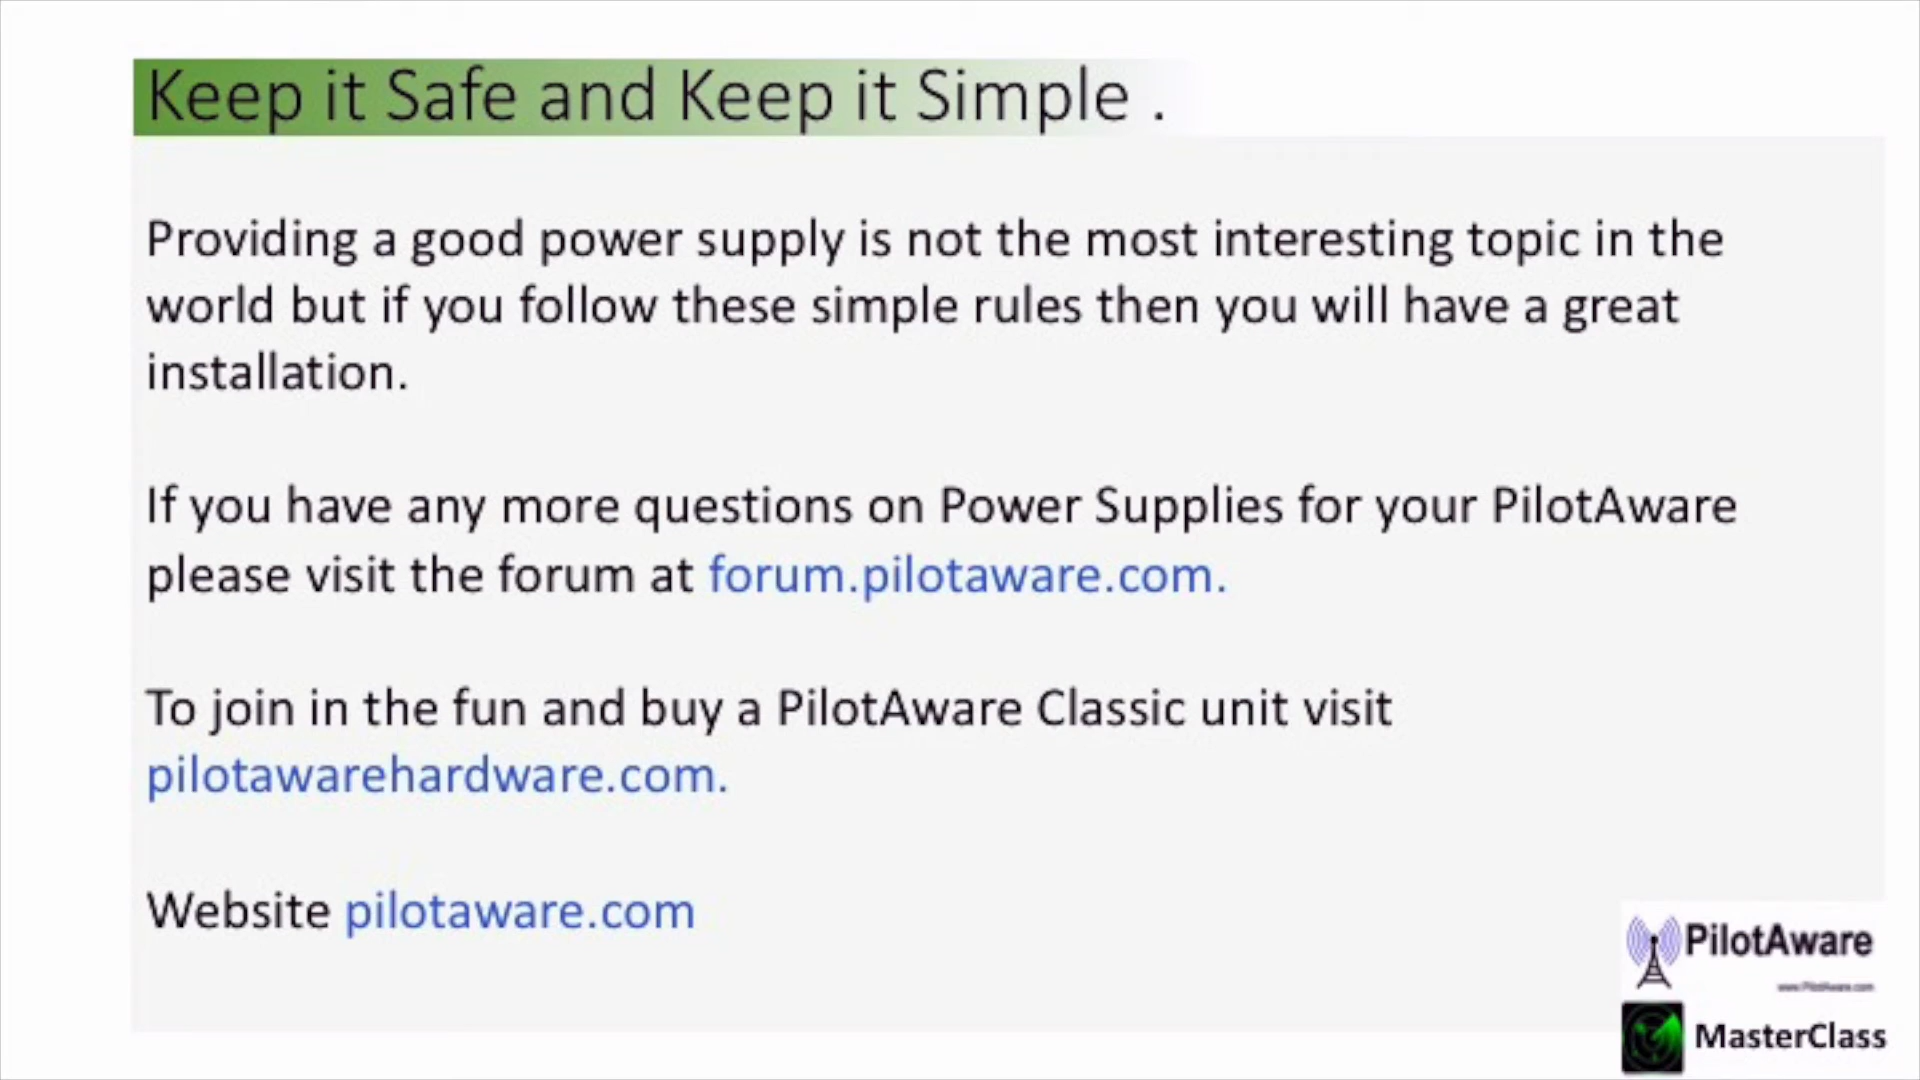 Keep it Safe and Keep it Simple .
Providing a good power supply is not the most interesting topic in the
world but if you follow these simple rules then you will have a great
installation.
If you have any more questions on Power Supplies for your PilotAware
please visit the forum at forum.pilotaware.com.
To join in the fun and buy a PilotAware Classic unit visit
pilotawarehardware.com.
Website pilotaware.com
PilotAware
www.PilotAware.com
MasterClass